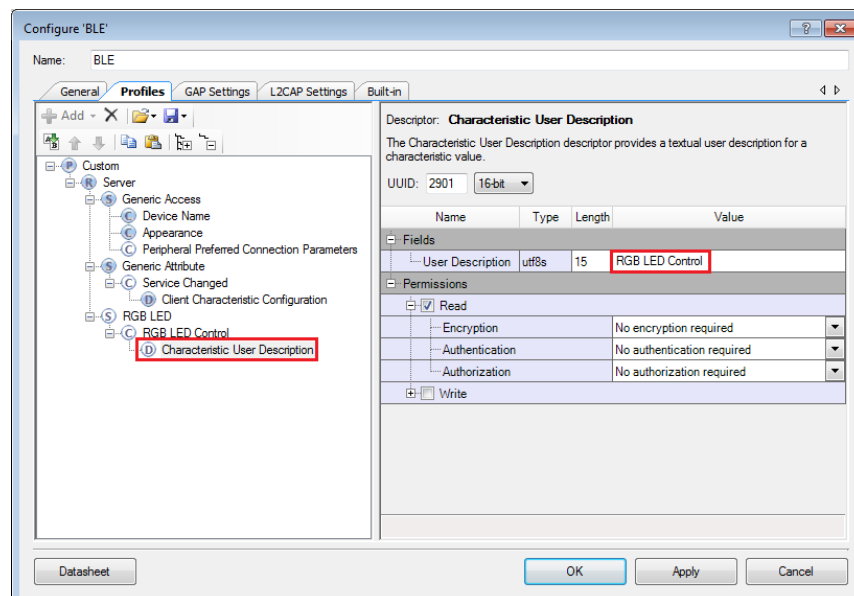 Configure 'BLE'
Name: BLE
General Profiles GAP Settings L2CAP Settings Built-in
Add
Custom
Server
Generic Access
Device Name
Appearance
Peripheral Preferred Connection Parameters
Generic Attribute
Service Changed
Client Characteristic Configuration
RGB LED
RGB LED Control
Characteristic User Description
Descriptor: Characteristic User Description
The Characteristic User Description descriptor provides a textual user description for a
characteristic value.
UUID: 2901 16-bit
Name Type Length Value
Fields
User Description utf8s 15 RGB LED Control
Permissions
Read
Encryption No encryption required
Authentication No authentication required
Authorization No authorization required
Write
Datasheet OK Apply Cancel